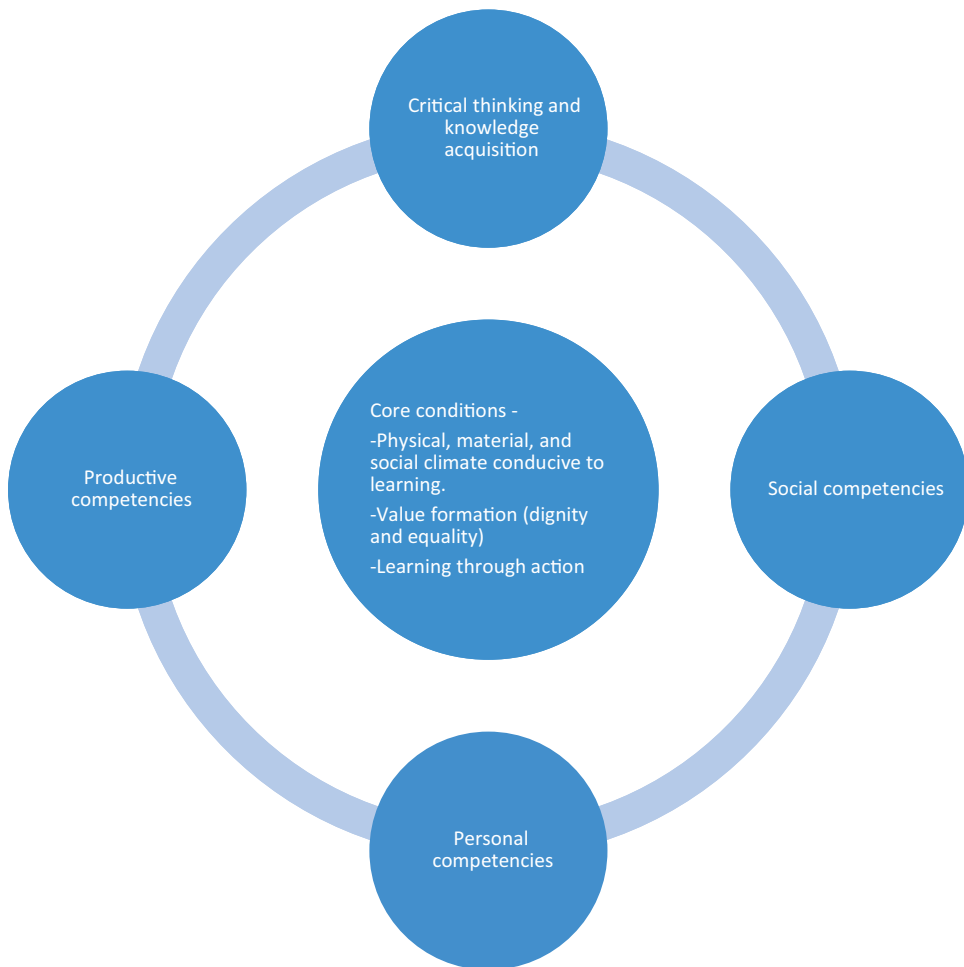 Critical thinking and
knowledge
acquisition
Core conditions -
-Physical, material, and
social climate conducive to
learning.
-Value formation (dignity
and equality)
-Learning through action
Productive
competencies
Social competencies
Personal
competencies